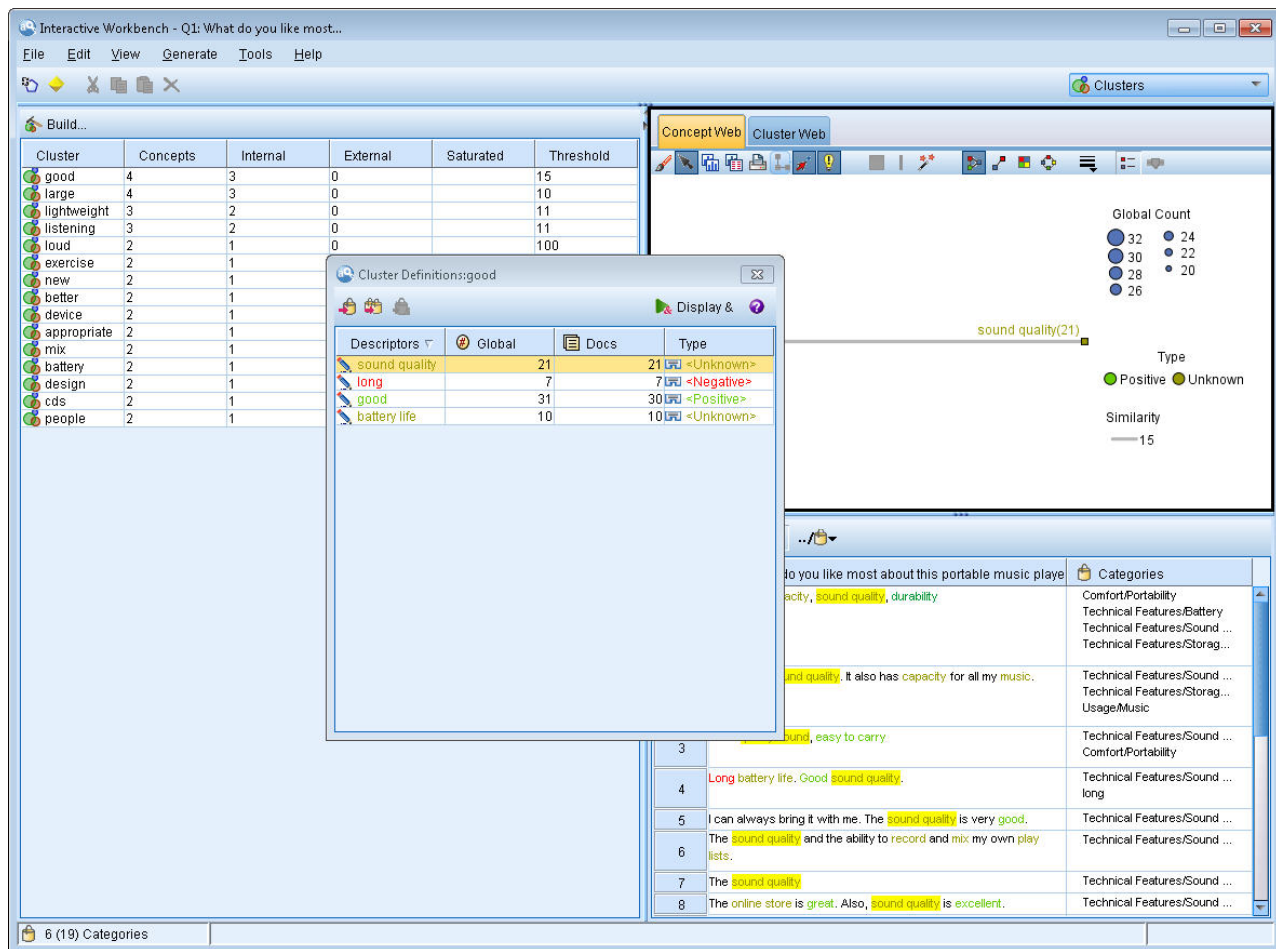 Interactive Workbench - Q1: What do you like most...
File Edit View Generate Tools Help
Clusters
Build...
Cluster Concepts Internal External Saturated Threshold
good 4 3 0 15
large 4 3 0 10
lightweight 3 2 0 11
listening 3 2 0 11
loud 2 1 0 100
exercise 2 1
new 2 1
better 2 1
device 2 1
appropriate 2 1
mix 2 1
battery 2 1
design 2 1
cds 2 1
people 2 1
Cluster Definitions:good
Display &
Descriptors Global Docs Type
sound quality 21 21 <Unknown>
long 7 7 <Negative>
good 31 30 <Positive>
battery life 10 10 <Unknown>
Concept Web Cluster Web
Global Count
32 24
30 22
28 20
26
sound quality(21)
Type
Positive Unknown
Similarity
15
../
do you like most about this portable music playe Categories
acity, sound quality, durability
Comfort/Portability
Technical Features/Battery
Technical Features/Sound ...
Technical Features/Storag...
und quality. It also has capacity for all my music.
Technical Features/Sound ...
Technical Features/Storag...
Usage/Music
3 ound, easy to carry
Technical Features/Sound ...
Comfort/Portability
4 Long battery life. Good sound quality.
Technical Features/Sound ...
long
5 I can always bring it with me. The sound quality is very good. Technical Features/Sound ...
6 The sound quality and the ability to record and mix my own play
lists.
Technical Features/Sound ...
7 The sound quality Technical Features/Sound ...
8 The online store is great. Also, sound quality is excellent. Technical Features/Sound ...
6 (19) Categories